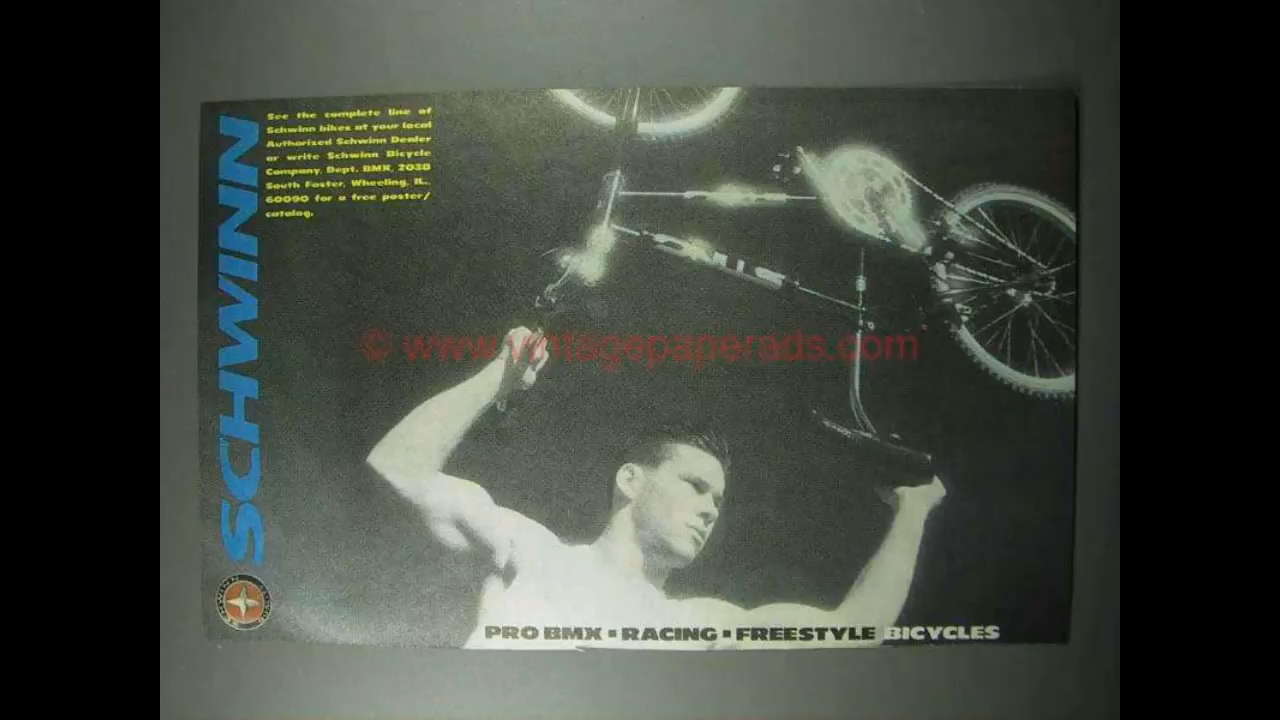 SCHWINN
See the complete line of
Schwinn bikes at your local
Authorized Schwinn Dealer
or write Schwinn Bicycle
Company, Dept. BMX, 2030
South Foster, Wheeling, IL.
60090 for a free poster/
catalog.
© www.vintagepaperads.com
SCHWINN
PRO BMX ▪ RACING ▪ FREESTYLE BICYCLES